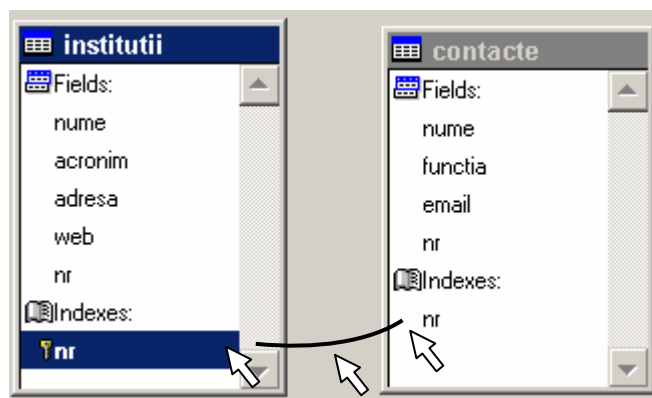 institutii
Fields:
nume
acronim
adresa
web
nr
Indexes:
nr
contacte
Fields:
nume
functia
email
nr
Indexes:
nr